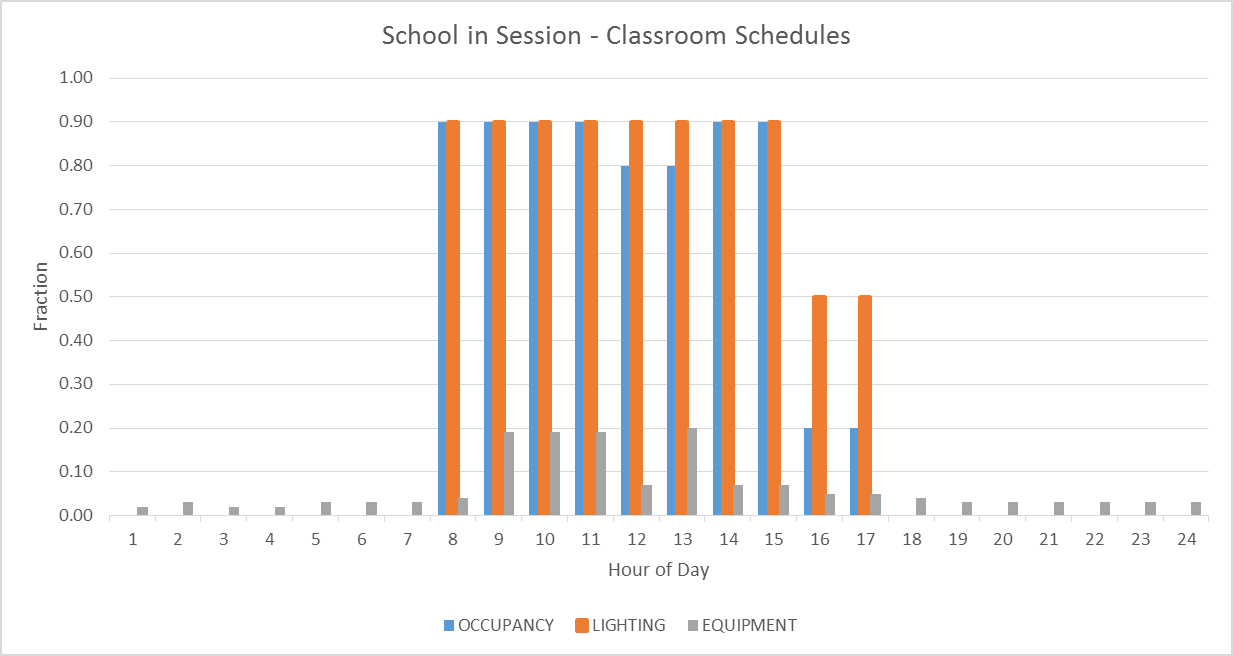 School in Session - Classroom Schedules
1.00
0.90
0.80
0.70
0.60
0.50
0.40
0.30
0.20
0.10
0.00
Fraction
1 2 3 4 5 6 7 8 9 10 11 12 13 14 15 16 17 18 19 20 21 22 23 24
Hour of Day
OCCUPANCY LIGHTING EQUIPMENT